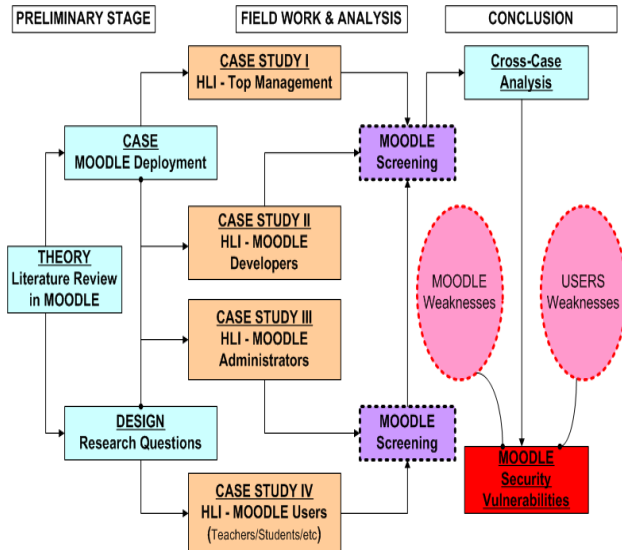 PRELIMINARY STAGE
FIELD WORK & ANALYSIS
CONCLUSION
CASE STUDY I
HLI - Top Management
Cross-Case
Analysis
CASE
MOODLE Deployment
MOODLE
Screening
CASE STUDY II
HLI - MOODLE
Developers
THEORY
Literature Review
in MOODLE
MOODLE
Weaknesses
USERS
Weaknesses
CASE STUDY III
HLI - MOODLE
Administrators
DESIGN
Research Questions
MOODLE
Screening
MOODLE
Security
Vulnerabilities
CASE STUDY IV
HLI - MOODLE Users
(Teachers/Students/etc)